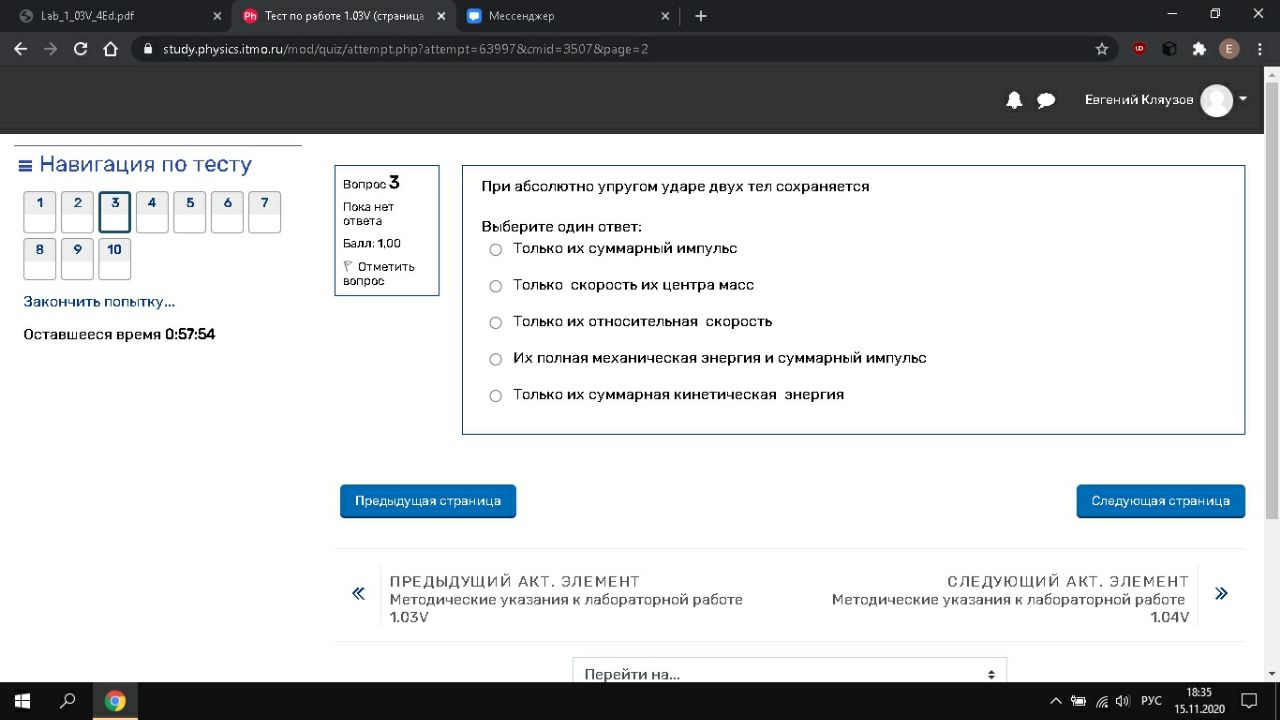 Lab_1_03V_4Ed.pdf
Тест по работе 1.03V (страница
Мессенджер
study.physics.itmo.ru/mod/quiz/attempt.php?attempt=63997&cmid=3507&page=2
E
Евгений Кляузов
Навигация по тесту
1 2 3 4 5 6 7
8 9 10
Закончить попытку...
Оставшееся время 0:57:54
Вопрос 3
Пока нет
ответа
Балл: 1,00
Отметить
вопрос
При абсолютно упругом ударе двух тел сохраняется
Выберите один ответ:
Только их суммарный импульс
Только скорость их центра масс
Только их относительная скорость
Их полная механическая энергия и суммарный импульс
Только их суммарная кинетическая энергия
Предыдущая страница
Следующая страница
ПРЕДЫДУЩИЙ АКТ. ЭЛЕМЕНТ
Методические указания к лабораторной работе
1.03V
СЛЕДУЮЩИЙ АКТ. ЭЛЕМЕНТ
Методические указания к лабораторной работе
1.04V
Перейти на...
РУС
18:35
15.11.2020